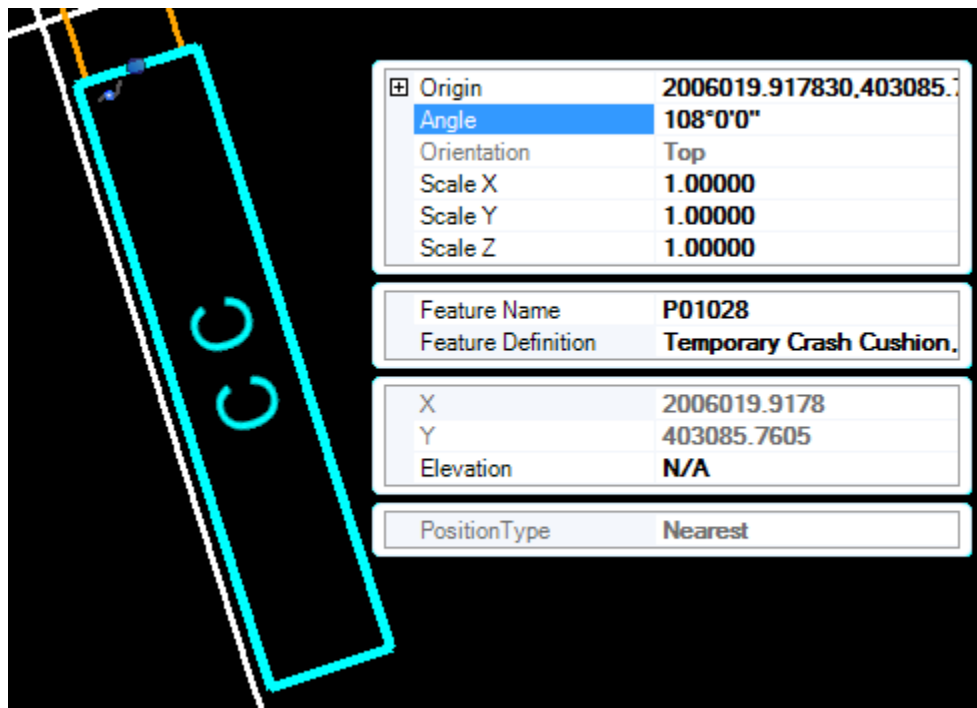 Origin 2006019.917830,403085.7
Angle 108°0'0"
Orientation Top
Scale X 1.00000
Scale Y 1.00000
Scale Z 1.00000
Feature Name P01028
Feature Definition Temporary Crash Cushion,
X 2006019.9178
Y 403085.7605
Elevation N/A
PositionType Nearest
C C